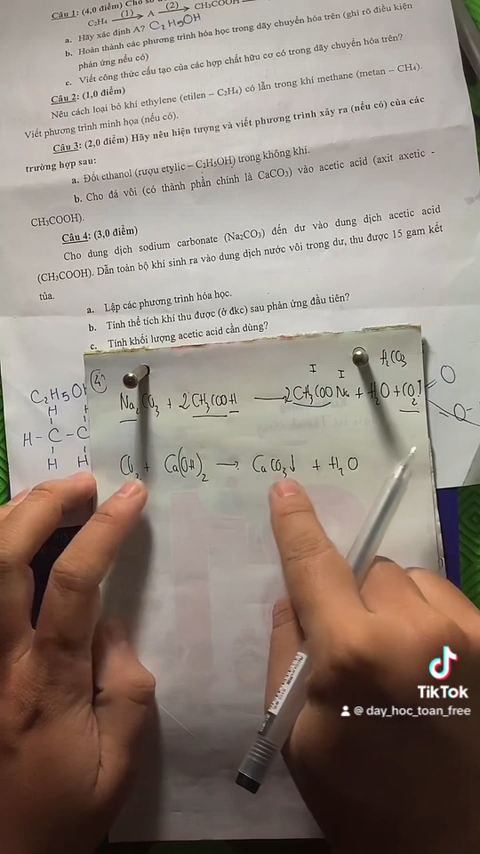 Câu 1: (4,0 điểm) Cho sơ
C₂H₄ (1) A (2) CH₃COOH
a. Hãy xác định A? C₂H₅OH
b. Hoàn thành các phương trình hóa học trong dãy chuyển hóa trên (ghi rõ điều kiện
phản ứng nếu có)
c. Viết công thức cấu tạo của các hợp chất hữu cơ có trong dãy chuyển hóa trên?
Câu 2: (1,0 điểm)
Nêu cách loại bỏ khí ethylene (etilen – C₂H₄) có lẫn trong khí methane (metan – CH₄).
Viết phương trình minh họa (nếu có).
Câu 3: (2,0 điểm) Hãy nêu hiện tượng và viết phương trình xảy ra (nếu có) của các
trường hợp sau:
a. Đốt ethanol (rượu etylic – C₂H₅OH) trong không khí.
b. Cho đá vôi (có thành phần chính là CaCO₃) vào acetic acid (axit axetic -
CH₃COOH).
Câu 4: (3,0 điểm)
Cho dung dịch sodium carbonate (Na₂CO₃) đến dư vào dung dịch acetic acid
(CH₃COOH). Dẫn toàn bộ khí sinh ra vào dung dịch nước vôi trong dư, thu được 15 gam kết
tủa.
a. Lập các phương trình hóa học.
b. Tính thể tích khí thu được (ở đkc) sau phản ứng đầu tiên?
c. Tính khối lượng acetic acid cần dùng?
H₂CO₃
I I
4)
Na₂CO₃ + 2CH₃COOH → 2CH₃COONa + H₂O + CO₂↑
CO₂ + Ca(OH)₂ → CaCO₃↓ + H₂O
C₂H₅OH
H H
H - C - C
H H
O
O-
TikTok
@day_hoc_toan_free